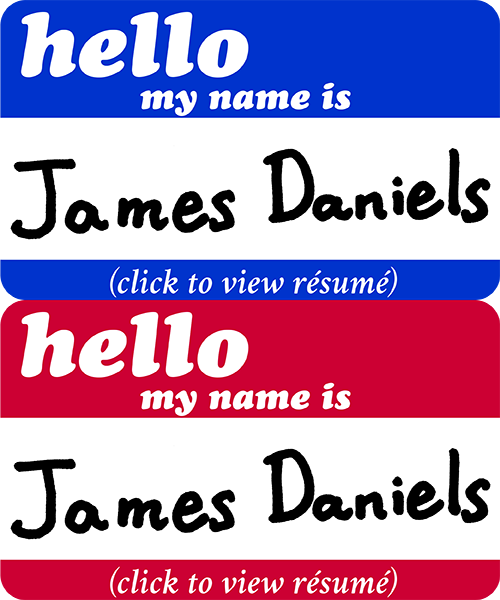 hello
my name is
James Daniels
(click to view résumé)
hello
my name is
James Daniels
(click to view résumé)